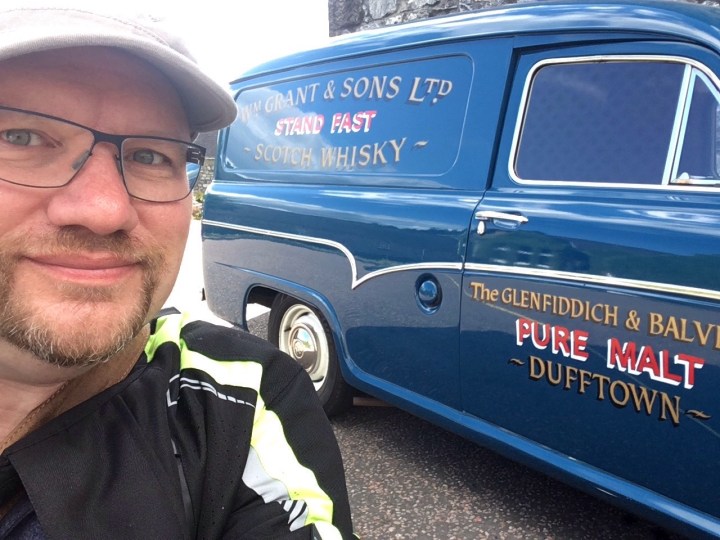 WM GRANT & SONS LTD
STAND FAST
~ SCOTCH WHISKY ~
The GLENFIDDICH & BALV
PURE MALT
~ DUFFTOWN ~